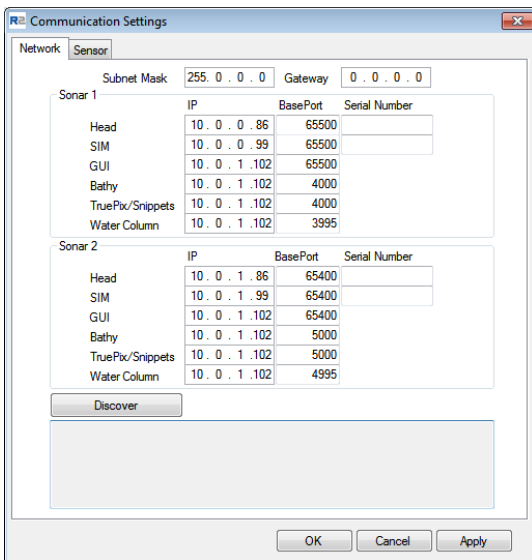 R2 Communication Settings
Network Sensor
Subnet Mask 255. 0 . 0 . 0 Gateway 0 . 0 . 0 . 0
Sonar 1
IP BasePort Serial Number
Head 10 . 0 . 0 . 86 65500
SIM 10 . 0 . 0 . 99 65500
GUI 10 . 0 . 1 .102 65500
Bathy 10 . 0 . 1 .102 4000
TruePix/Snippets 10 . 0 . 1 .102 4000
Water Column 10 . 0 . 1 .102 3995
Sonar 2
IP BasePort Serial Number
Head 10 . 0 . 1 . 86 65400
SIM 10 . 0 . 1 . 99 65400
GUI 10 . 0 . 1 .102 65400
Bathy 10 . 0 . 1 .102 5000
TruePix/Snippets 10 . 0 . 1 .102 5000
Water Column 10 . 0 . 1 .102 4995
Discover
OK Cancel Apply